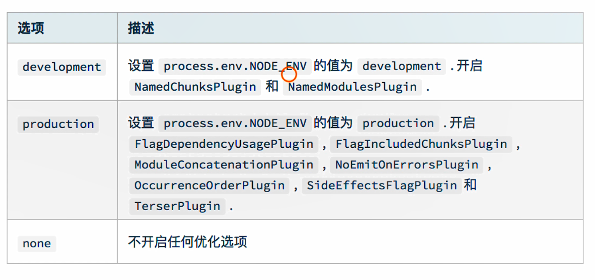 选项 描述
development 设置 process.env.NODE_ENV 的值为 development .开启
NamedChunksPlugin 和 NamedModulesPlugin .
production 设置 process.env.NODE_ENV 的值为 production .开启
FlagDependencyUsagePlugin , FlagIncludedChunksPlugin ,
ModuleConcatenationPlugin , NoEmitOnErrorsPlugin ,
OccurrenceOrderPlugin , SideEffectsFlagPlugin 和
TerserPlugin .
none 不开启任何优化选项